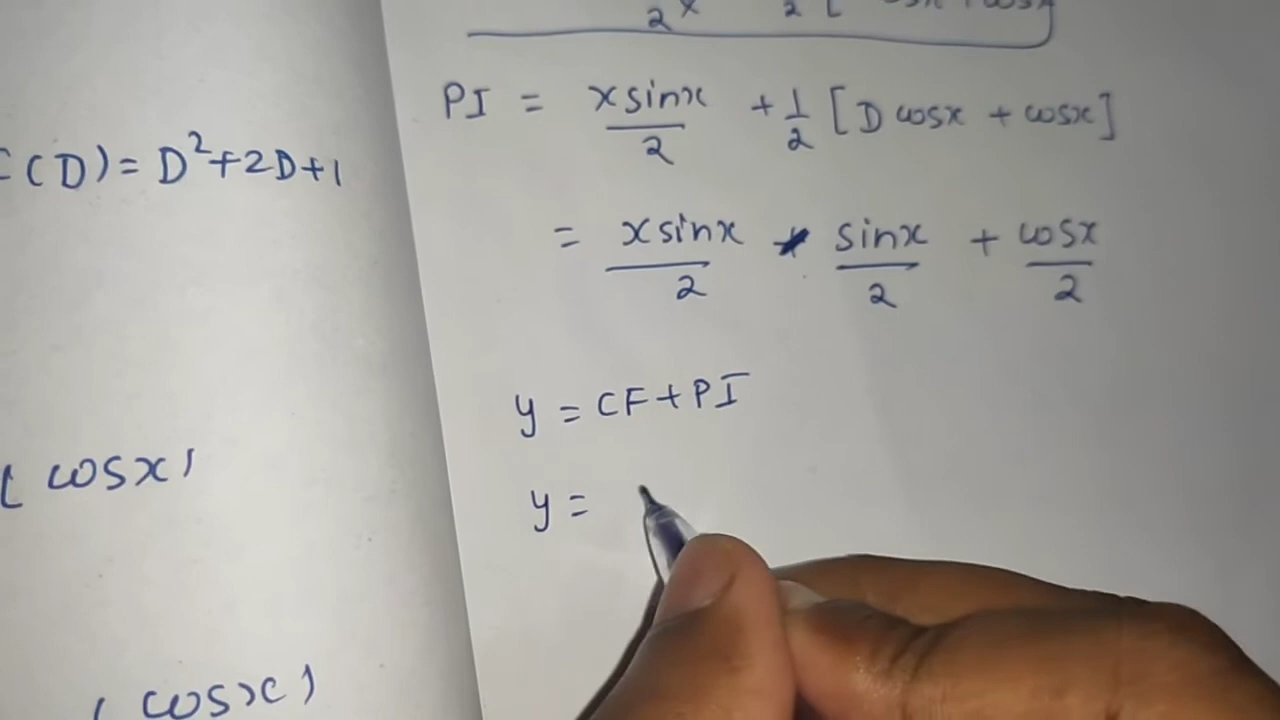 (D) = D²+2D+1
( cosx)
( cosx)
PI = xsinx/2 + 1/2 [D cosx + cosx]
= xsinx/2 - sinx/2 + cosx/2
y = CF+PI
y =